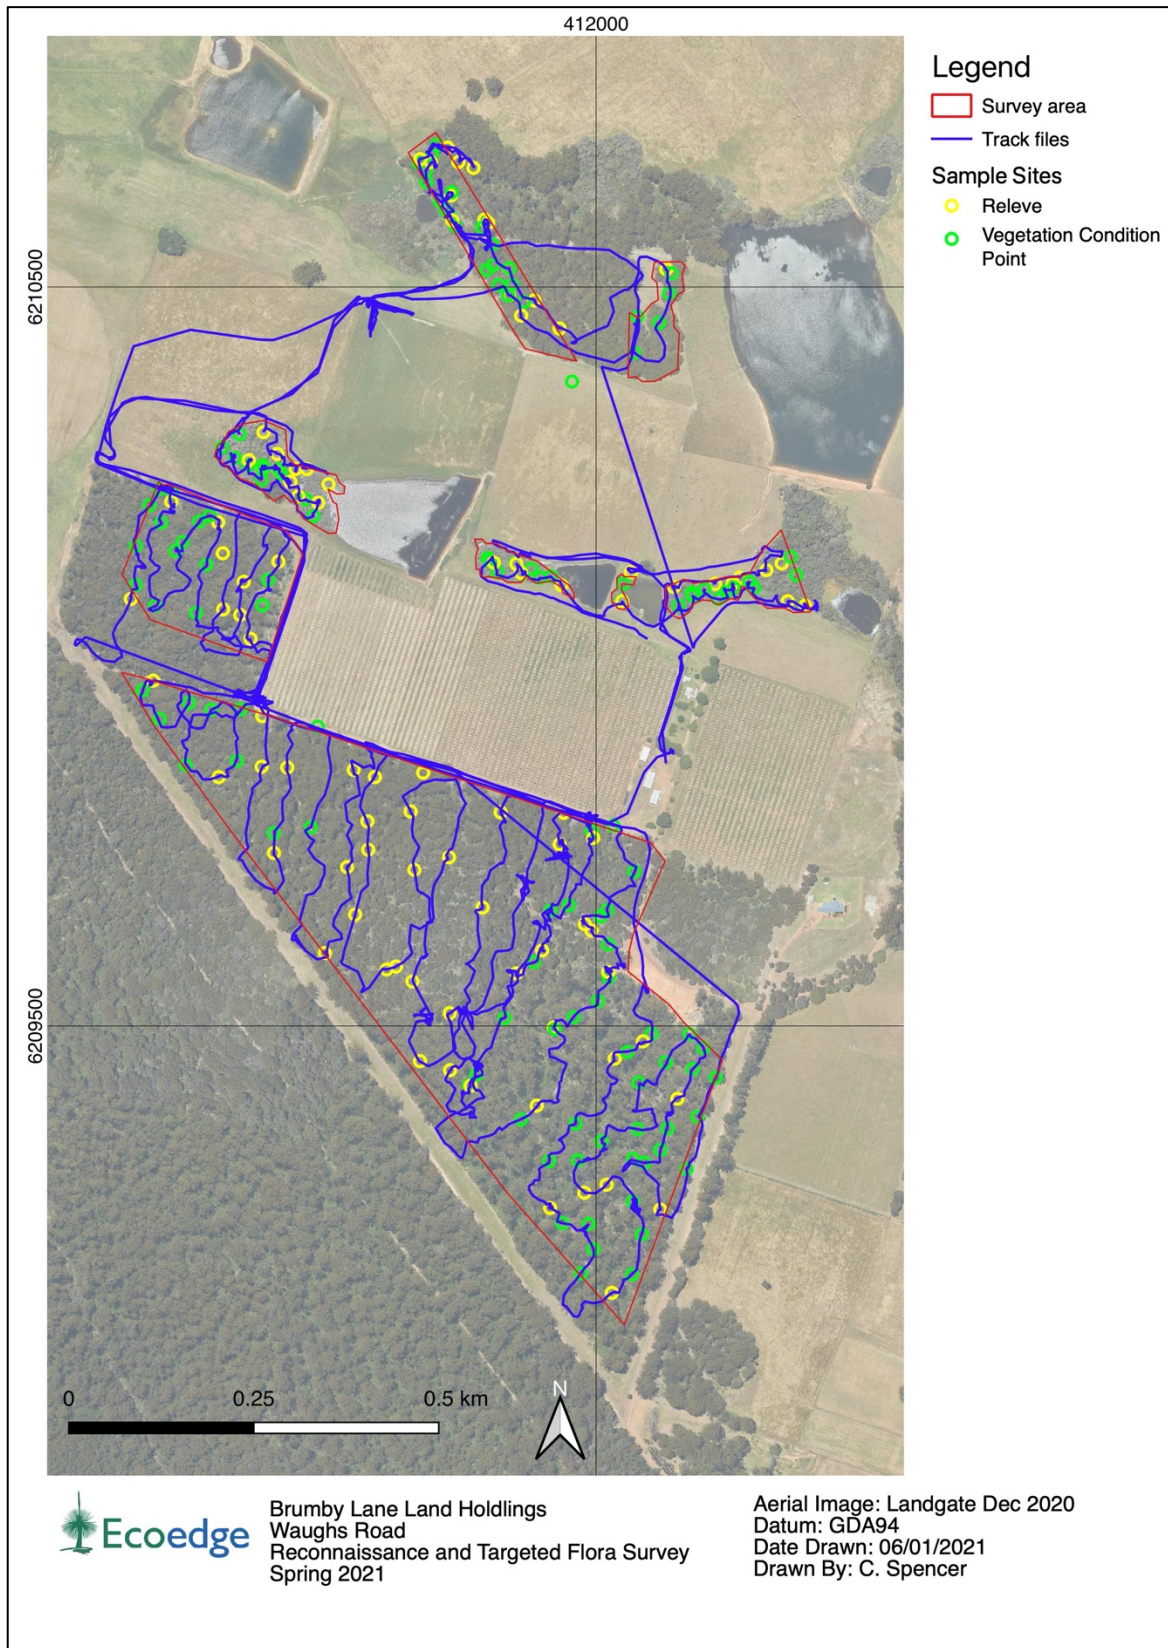 412000
Legend
Survey area
Track files
Sample Sites
Releve
Vegetation Condition
Point
6210500
6209500
0 0.25 0.5 km
N
Ecoedge
Brumby Lane Land Holdlings
Waughs Road
Reconnaissance and Targeted Flora Survey
Spring 2021
Aerial Image: Landgate Dec 2020
Datum: GDA94
Date Drawn: 06/01/2021
Drawn By: C. Spencer